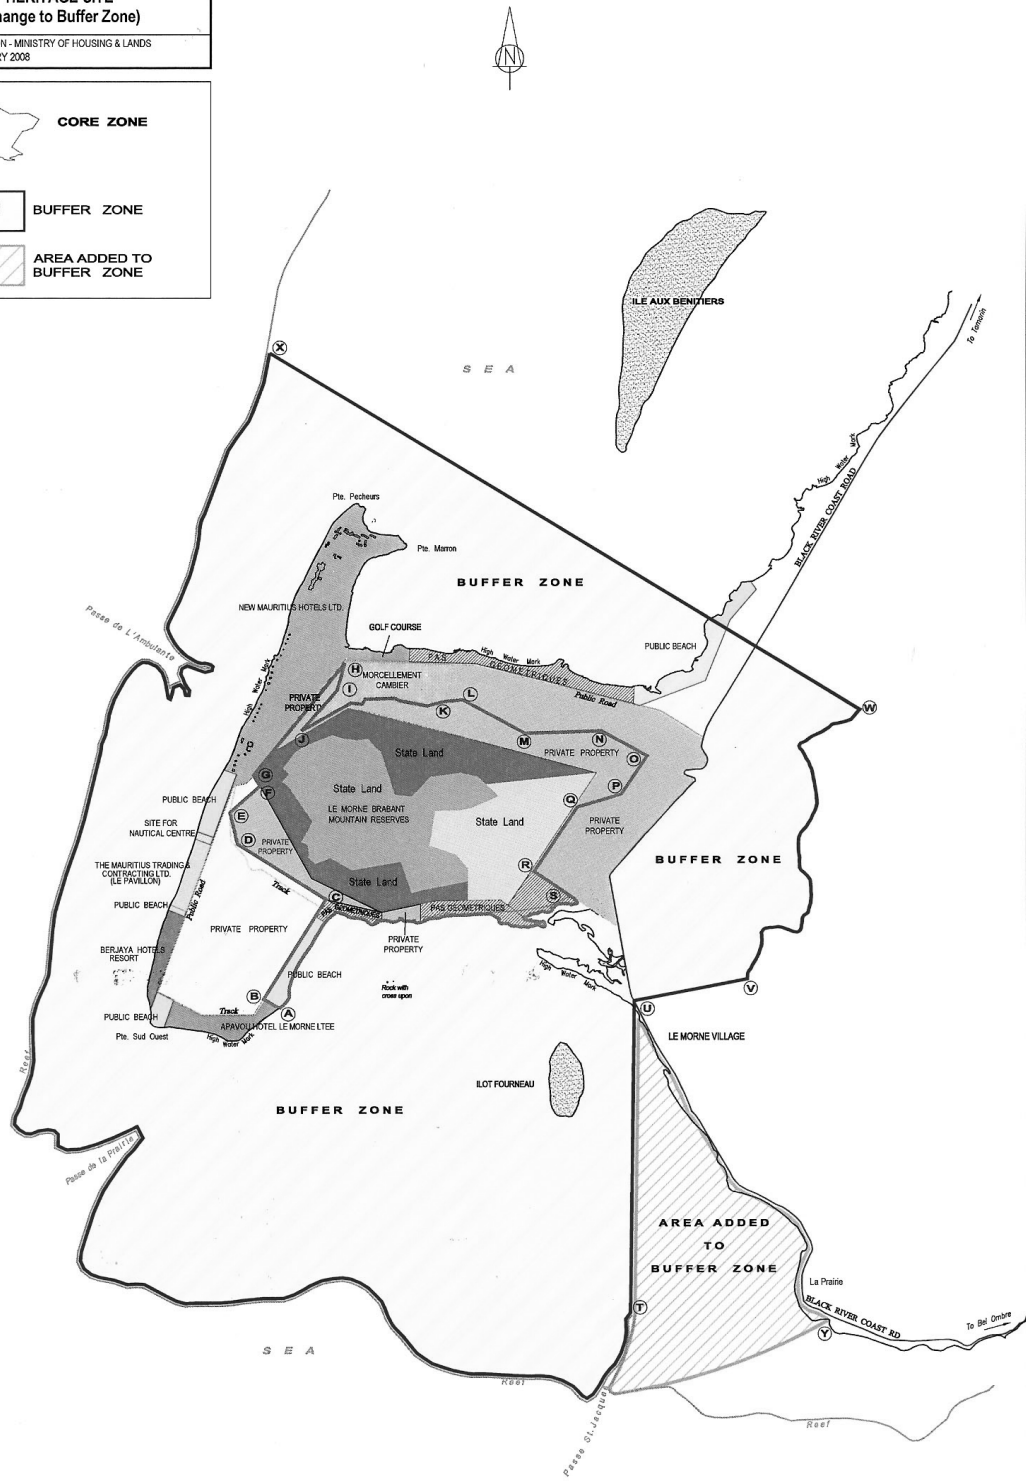 HERITAGE SITE
ange to Buffer Zone)
N - MINISTRY OF HOUSING & LANDS
RY 2008
N
CORE ZONE
BUFFER ZONE
AREA ADDED TO
BUFFER ZONE
ILE AUX BENITIERS
SEA
To Tamarin
X
High Water Mark
BLACK RIVER COAST ROAD
Pte. Pecheurs
Pte. Marron
BUFFER ZONE
Passe de L'Ambulante
NEW MAURITIUS HOTELS LTD.
GOLF COURSE
PUBLIC BEACH
High Water Mark
PAS GEOMETRIQUES
High Water Mark
H
MORCELLEMENT
CAMBIER
I
L
PRIVATE
PROPERTY
Public Road
K
W
J
M
N
State Land
PRIVATE PROPERTY
O
G
F
State Land
P
PUBLIC BEACH
Q
LE MORNE BRABANT
MOUNTAIN RESERVES
E
SITE FOR
NAUTICAL CENTRE
State Land
PRIVATE
PROPERTY
D
PRIVATE
PROPERTY
BUFFER ZONE
THE MAURITIUS TRADING &
CONTRACTING LTD.
(LE PAVILLON)
R
State Land
Track
C
S
PUBLIC BEACH
Public Road
PAS GEOMETRIQUES
PAS GEOMETRIQUES
PRIVATE PROPERTY
PRIVATE
PROPERTY
BERJAYA HOTELS
RESORT
High Water Mark
PUBLIC BEACH
Rock with
cross upon
V
B
A
U
PUBLIC BEACH
Track
APAVOU HOTEL LE MORNE LTEE
Pte. Sud Ouest
High Water Mark
LE MORNE VILLAGE
Reef
ILOT FOURNEAU
BUFFER ZONE
Passe de la Prairie
AREA ADDED
TO
BUFFER ZONE
La Prairie
T
BLACK RIVER COAST RD
To Bel Ombre
Y
SEA
Reef
Passe St.Jacques
Reef